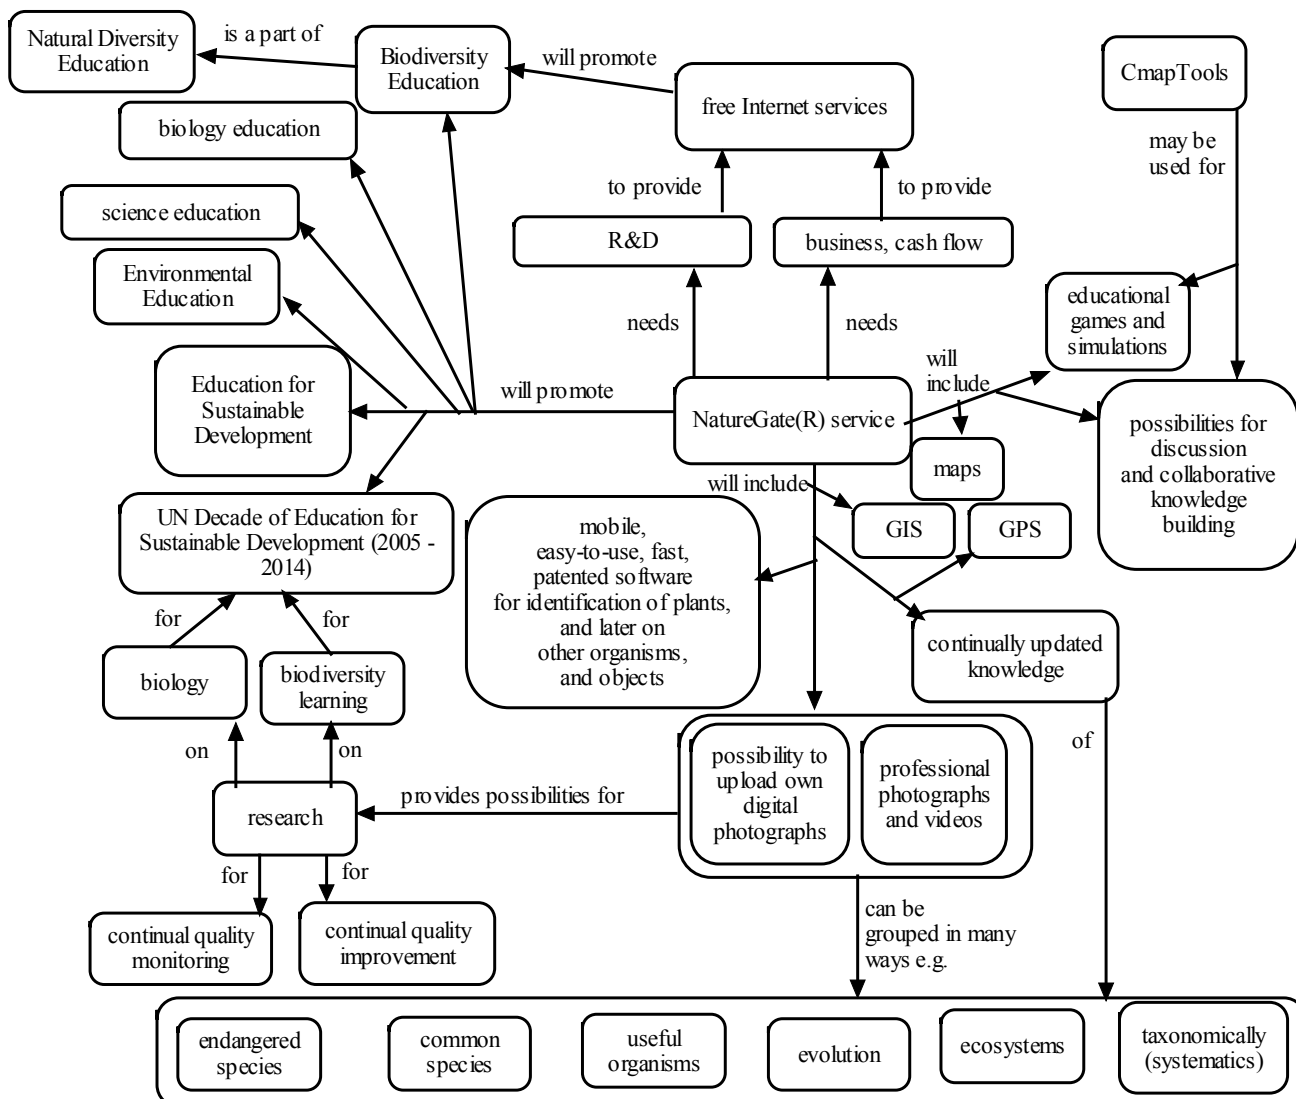 Natural Diversity
Education
is a part of
Biodiversity
Education
will promote
free Internet services
CmapTools
biology education
may be
used for
science education
to provide
to provide
R&D
business, cash flow
Environmental
Education
educational
games and
simulations
needs
needs
will
include
Education for
Sustainable
Development
will promote
NatureGate(R) service
possibilities for
discussion
and collaborative
knowledge
building
maps
will include
GIS
GPS
UN Decade of Education for
Sustainable Development (2005 -
2014)
mobile,
easy-to-use, fast,
patented software
for identification of plants,
and later on
other organisms,
and objects
for
for
continually updated
knowledge
biology
biodiversity
learning
on
on
of
possibility to
upload own
digital
photographs
professional
photographs
and videos
provides possibilities for
research
for
for
continual quality
monitoring
continual quality
improvement
can be
grouped in many
ways e.g.
endangered
species
common
species
useful
organisms
evolution
ecosystems
taxonomically
(systematics)